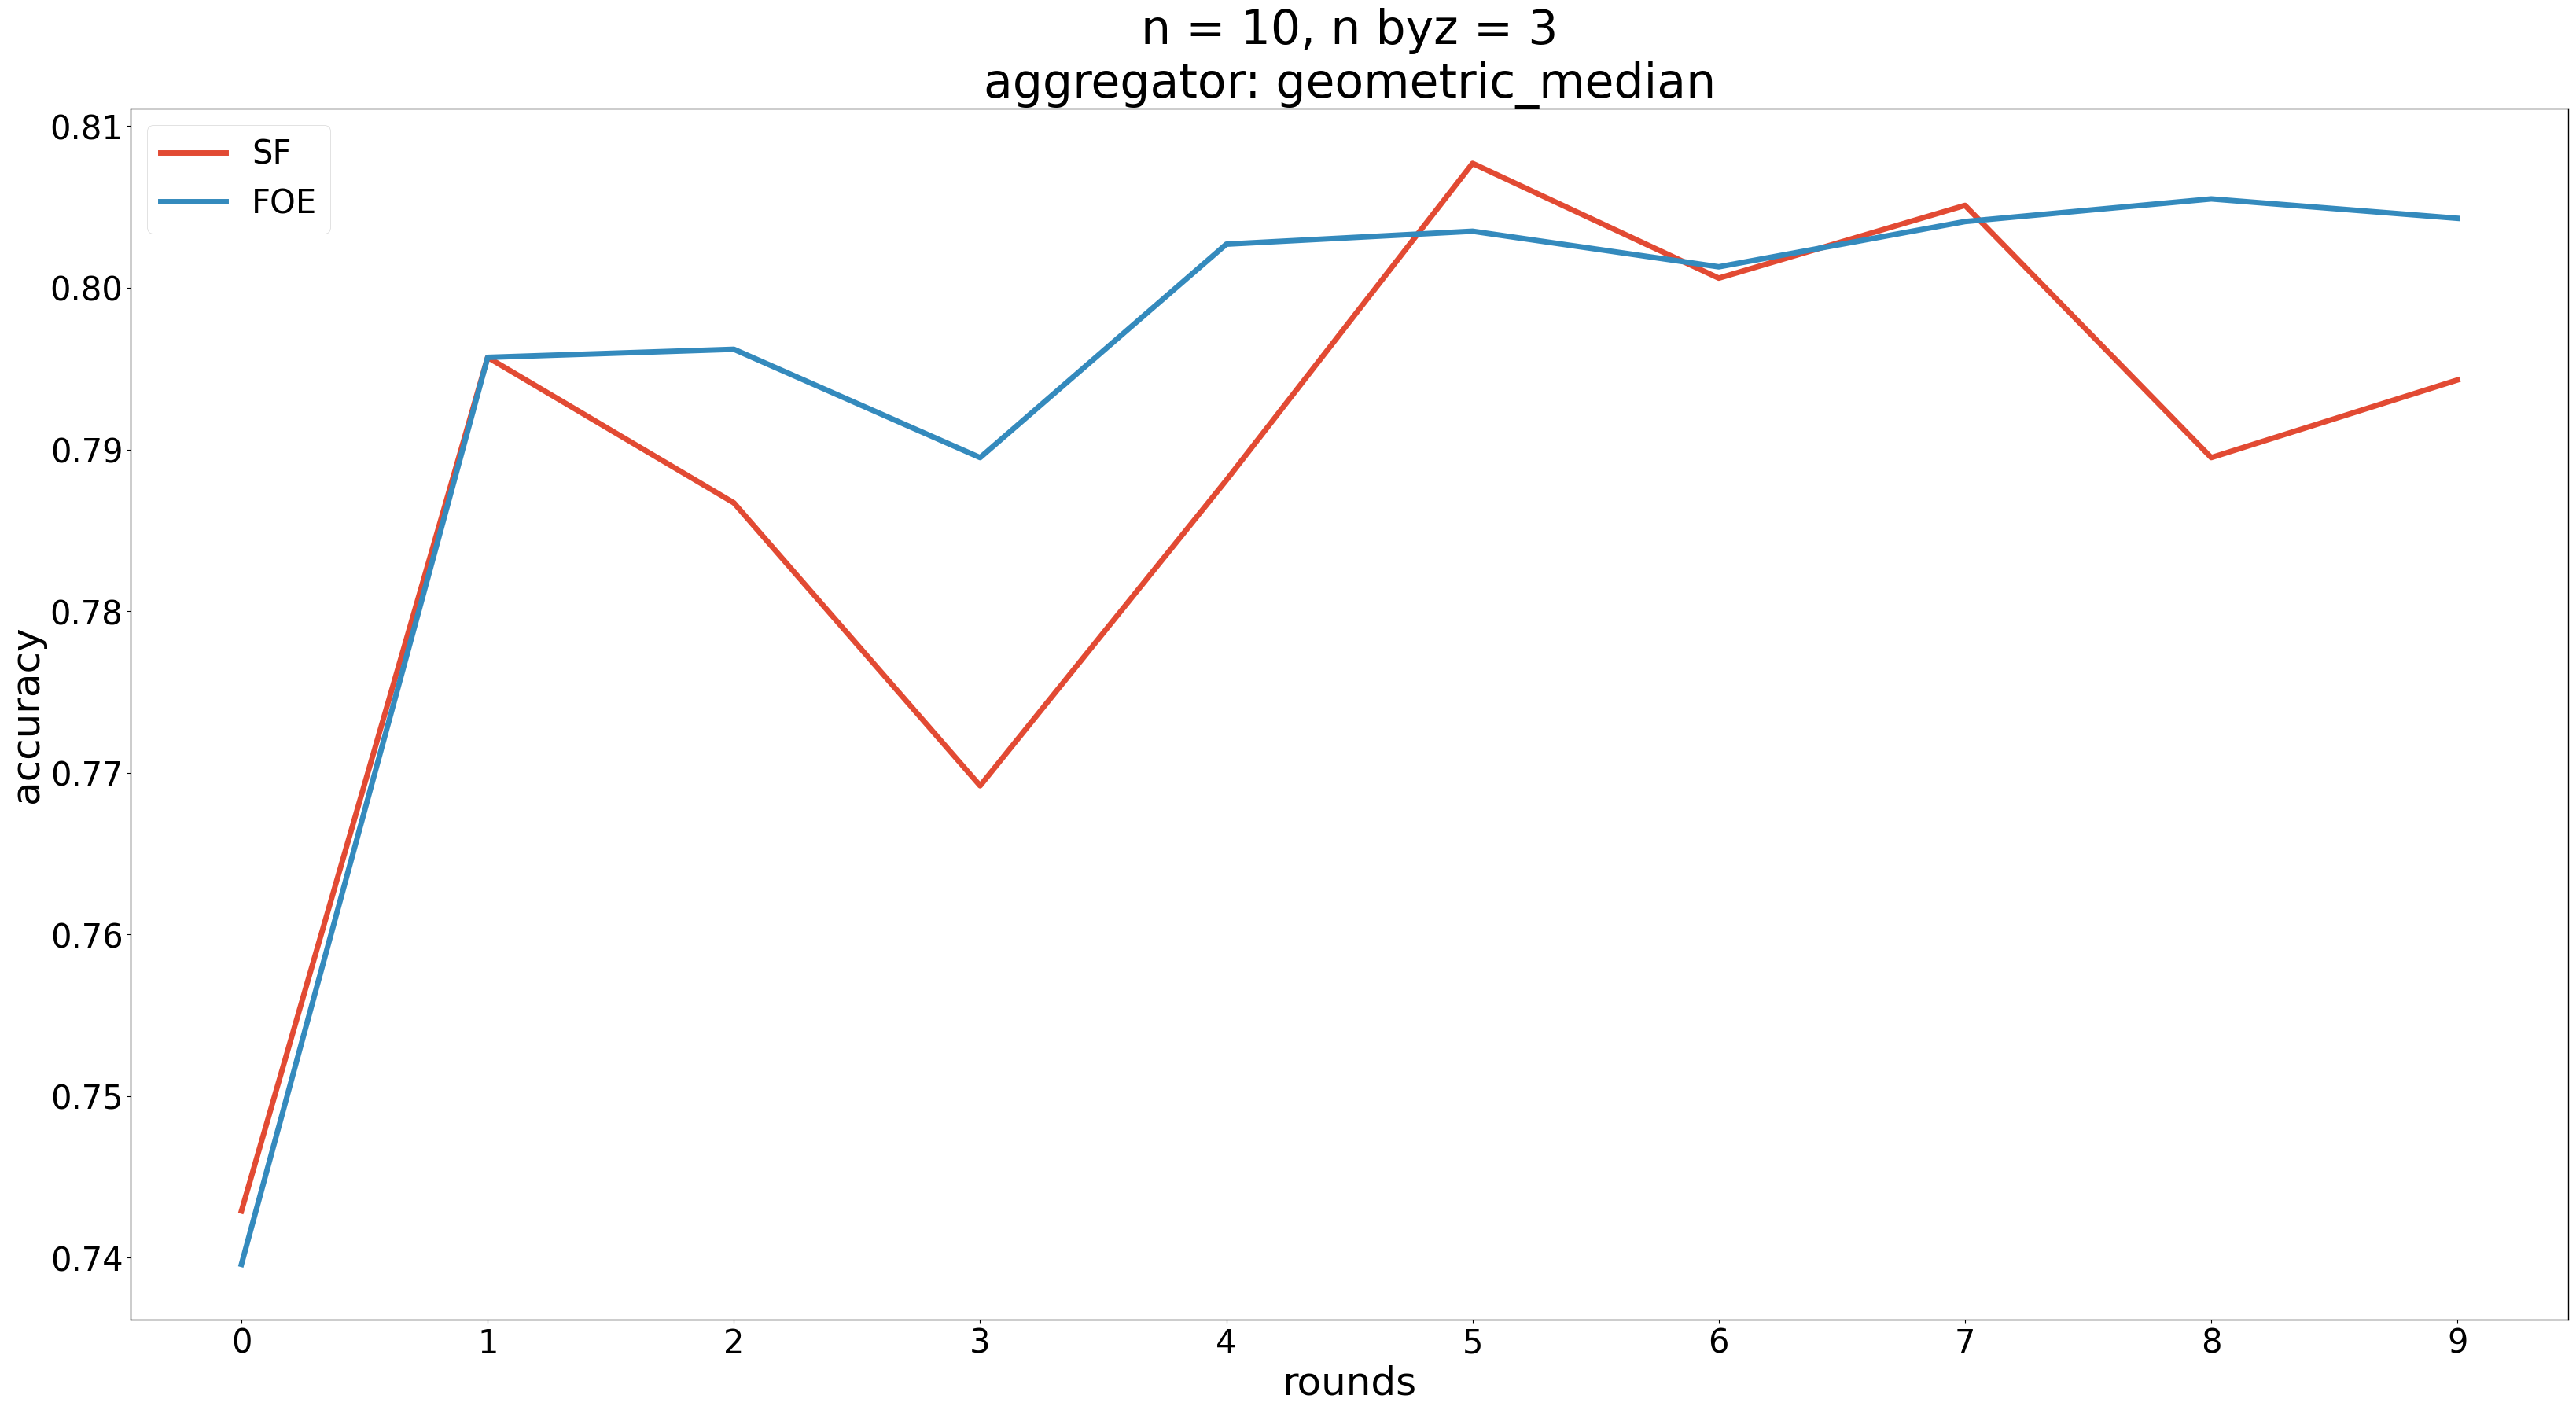 n = 10, n byz = 3
aggregator: geometric_median
SF
FOE
0.81
0.80
0.79
0.78
0.77
0.76
0.75
0.74
accuracy
0 1 2 3 4 5 6 7 8 9
rounds